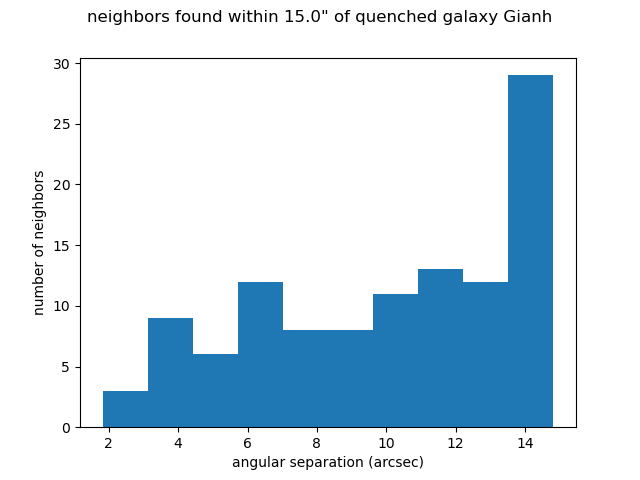 neighbors found within 15.0" of quenched galaxy Gianh
30
25
20
15
10
5
0
number of neighbors
2 4 6 8 10 12 14
angular separation (arcsec)